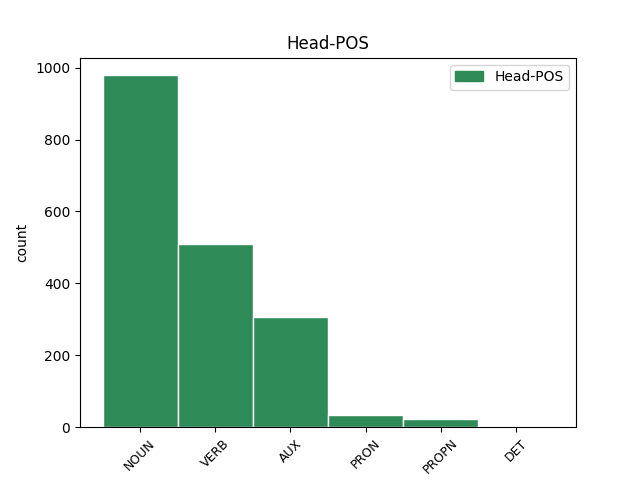 Head-POS
Head-POS
1000
800
600
400
200
0
count
NOUN
VERB
AUX
PRON
PROPN
DET